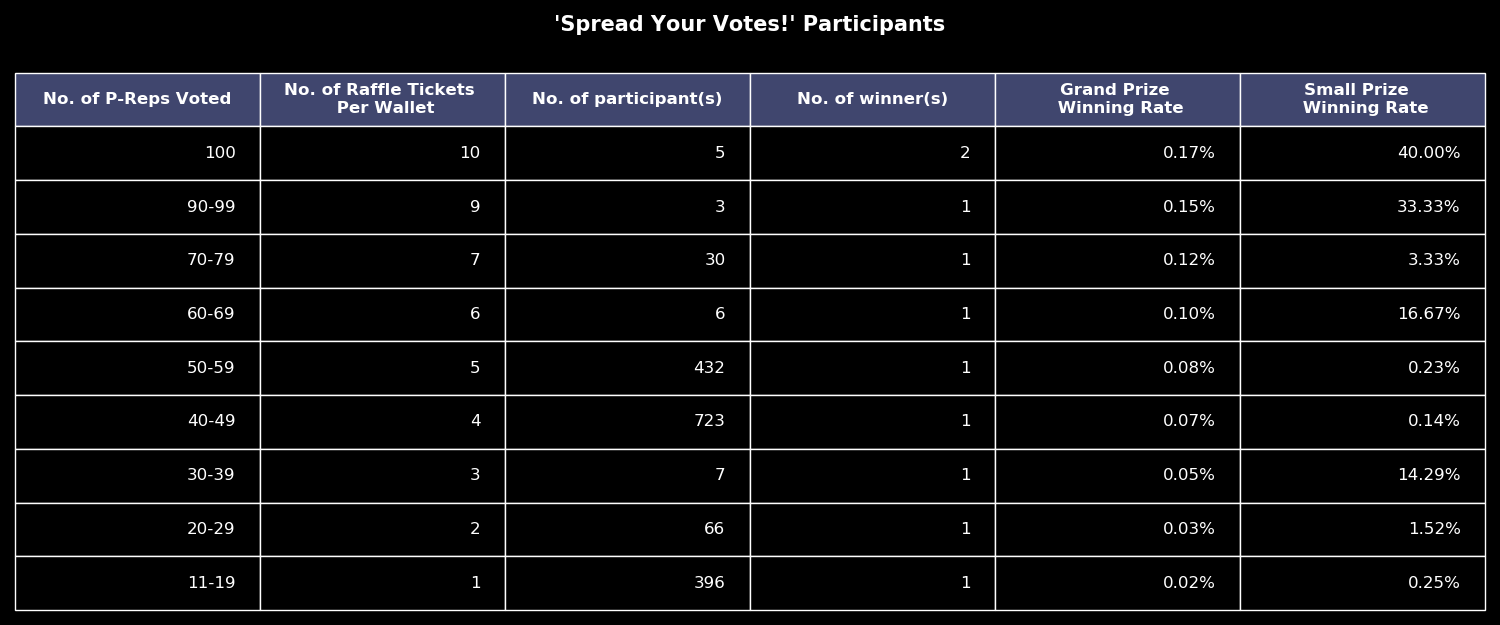 'Spread Your Votes!' Participants
No. of P-Reps Voted No. of Raffle Tickets Per Wallet No. of participant(s) No. of winner(s) Grand Prize Winning Rate Small Prize Winning Rate
100 10 5 2 0.17% 40.00%
90-99 9 3 1 0.15% 33.33%
70-79 7 30 1 0.12% 3.33%
60-69 6 6 1 0.10% 16.67%
50-59 5 432 1 0.08% 0.23%
40-49 4 723 1 0.07% 0.14%
30-39 3 7 1 0.05% 14.29%
20-29 2 66 1 0.03% 1.52%
11-19 1 396 1 0.02% 0.25%